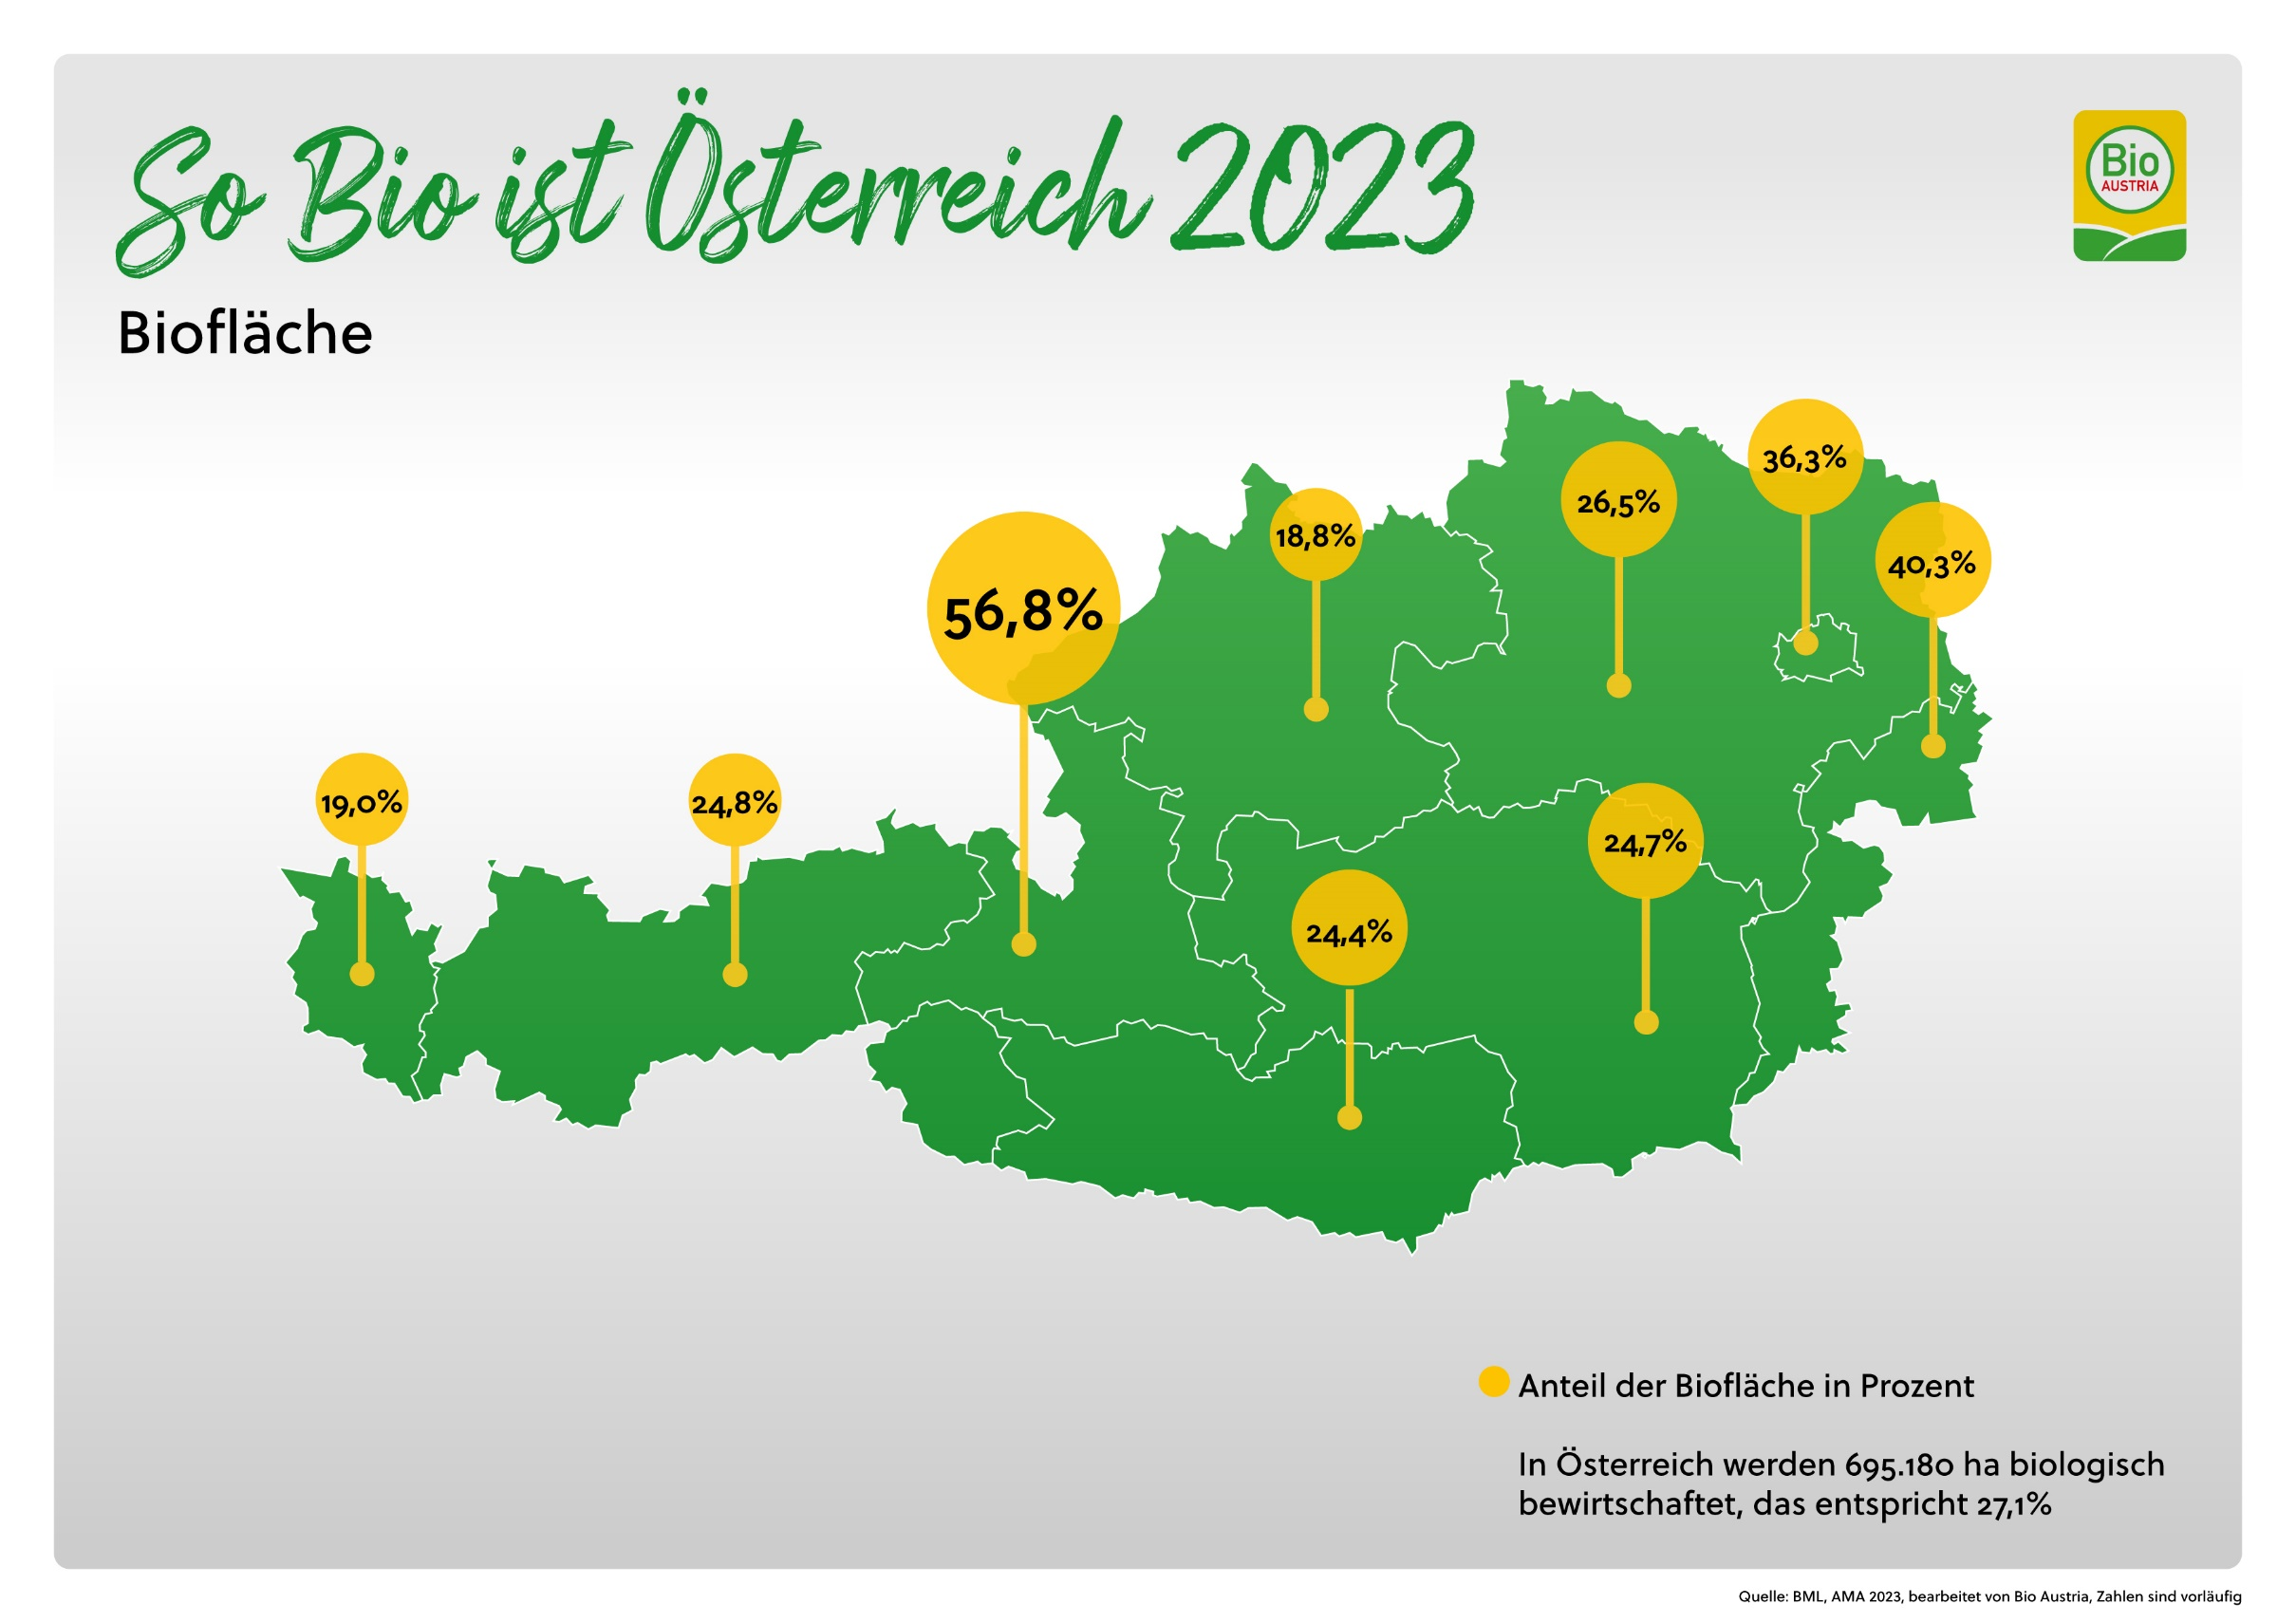 So Bio ist Österreich 2023
Bio
AUSTRIA
Biofläche
36,3%
26,5%
18,8%
40,3%
56,8%
19,0%
24,8%
24,7%
24,4%
Anteil der Biofläche in Prozent
In Österreich werden 695.180 ha biologisch
bewirtschaftet, das entspricht 27,1%
Quelle: BML, AMA 2023, bearbeitet von Bio Austria, Zahlen sind vorläufig